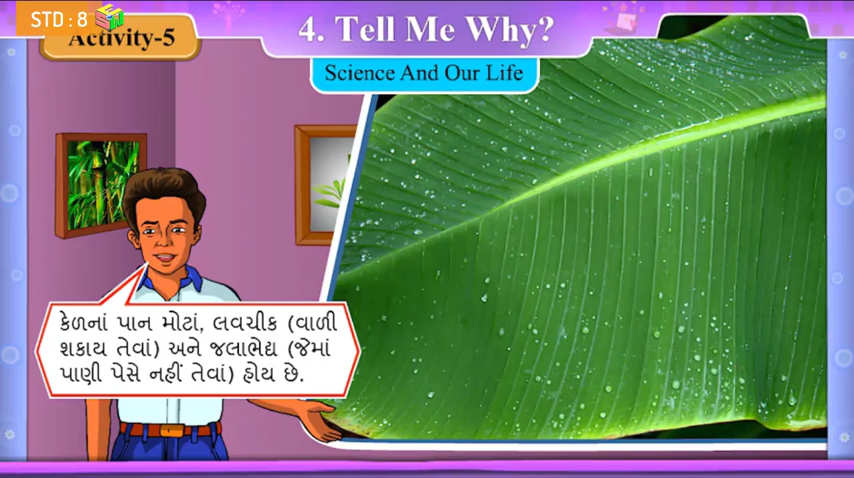 STD : 8
Activity-5
4. Tell Me Why?
Science And Our Life
કેળનાં પાન મોટાં, લવચીક (વાળી
શકાય તેવાં) અને જલાભેદ્ય (જેમાં
પાણી પેસે નહીં તેવાં) હોય છે.